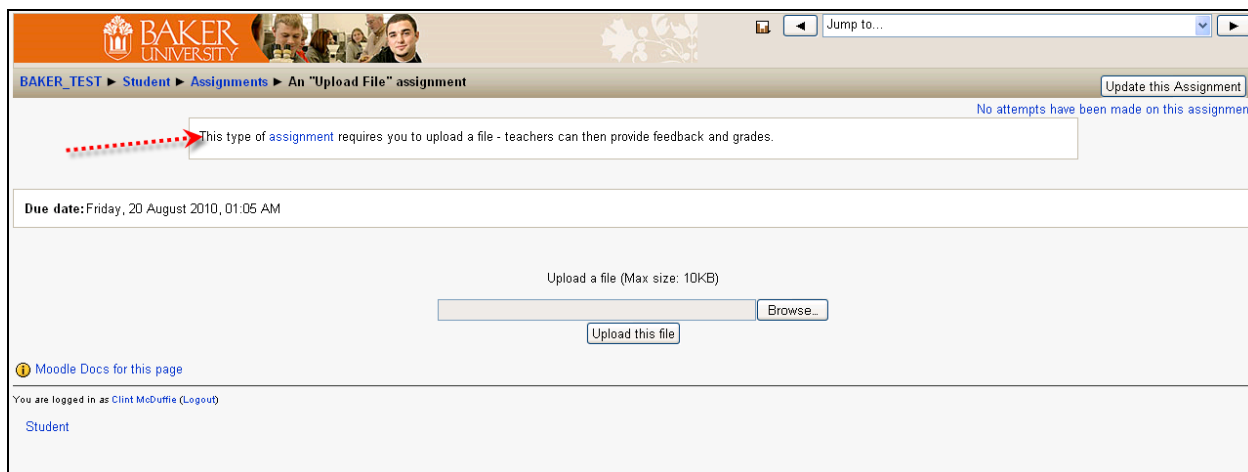 BAKER
UNIVERSITY
Jump to...
BAKER_TEST ► Student ► Assignments ► An "Upload File" assignment
Update this Assignment
No attempts have been made on this assignmen
This type of assignment requires you to upload a file - teachers can then provide feedback and grades.
Due date: Friday, 20 August 2010, 01:05 AM
Upload a file (Max size: 10KB)
Browse...
Upload this file
Moodle Docs for this page
You are logged in as Clint McDuffie (Logout)
Student